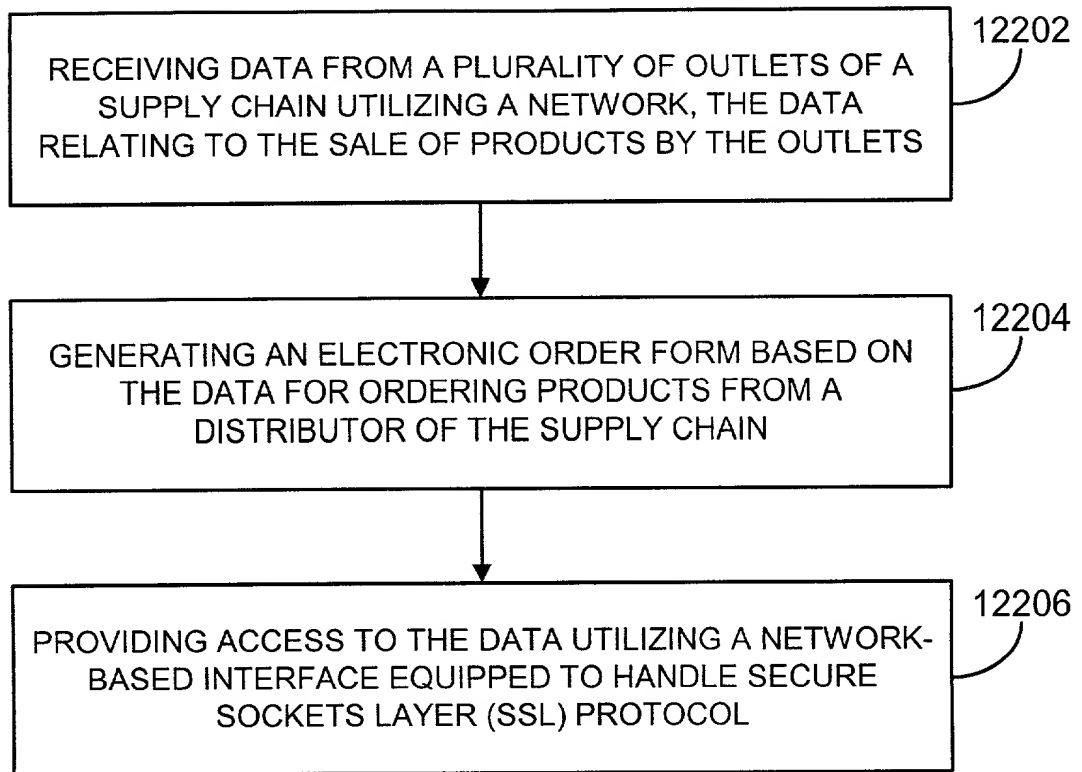 12202
RECEIVING DATA FROM A PLURALITY OF OUTLETS OF A
SUPPLY CHAIN UTILIZING A NETWORK, THE DATA
RELATING TO THE SALE OF PRODUCTS BY THE OUTLETS
12204
GENERATING AN ELECTRONIC ORDER FORM BASED ON
THE DATA FOR ORDERING PRODUCTS FROM A
DISTRIBUTOR OF THE SUPPLY CHAIN
12206
PROVIDING ACCESS TO THE DATA UTILIZING A NETWORK-
BASED INTERFACE EQUIPPED TO HANDLE SECURE
SOCKETS LAYER (SSL) PROTOCOL